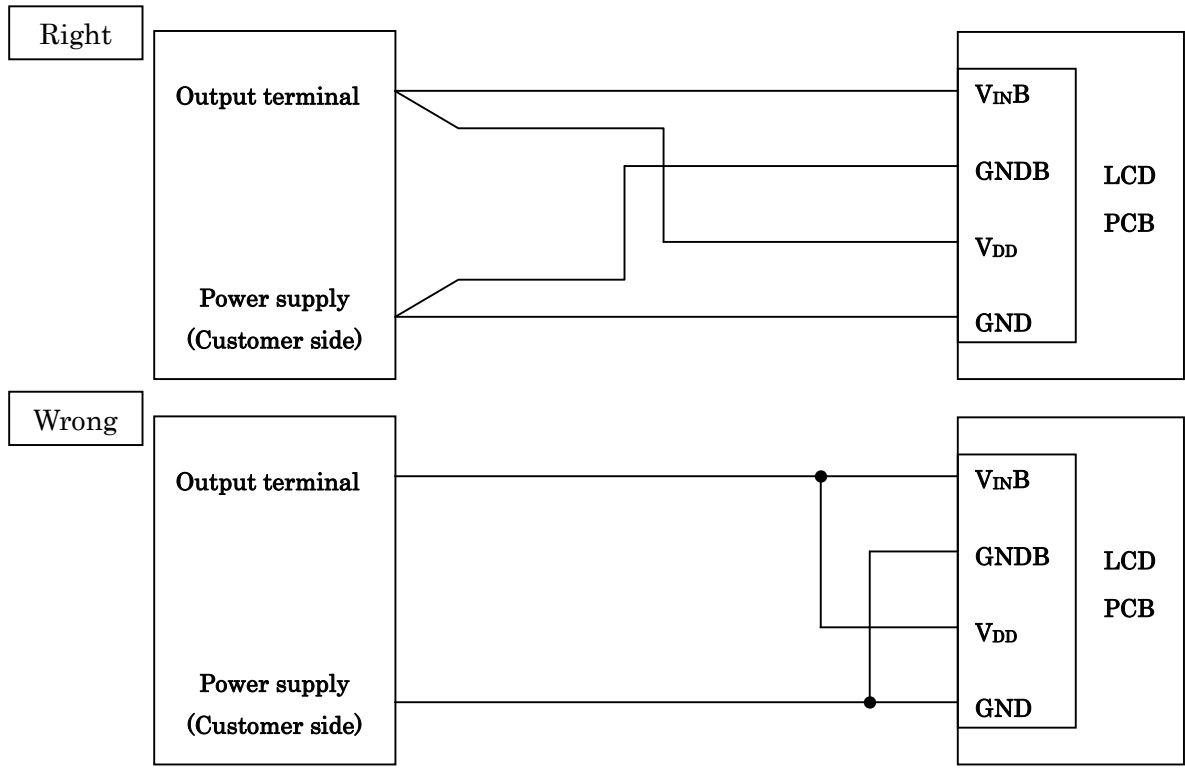 Right
Output terminal
Power supply
(Customer side)
VINB
GNDB
VDD
GND
LCD
PCB
Wrong
Output terminal
Power supply
(Customer side)
VINB
GNDB
VDD
GND
LCD
PCB